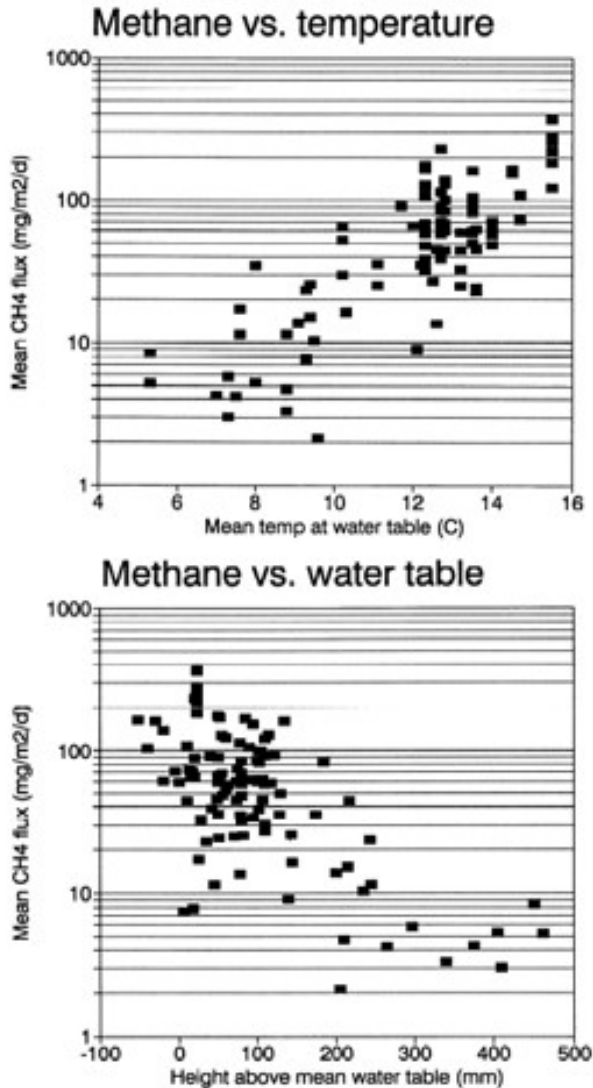 Methane vs. temperature
1000
100
10
1
Mean CH4 flux (mg/m2/d)
4 6 8 10 12 14 16
Mean temp at water table (C)
Methane vs. water table
1000
100
10
1
Mean CH4 flux (mg/m2/d]
-100 0 100 200 300 400 500
Height above mean water table (mm)